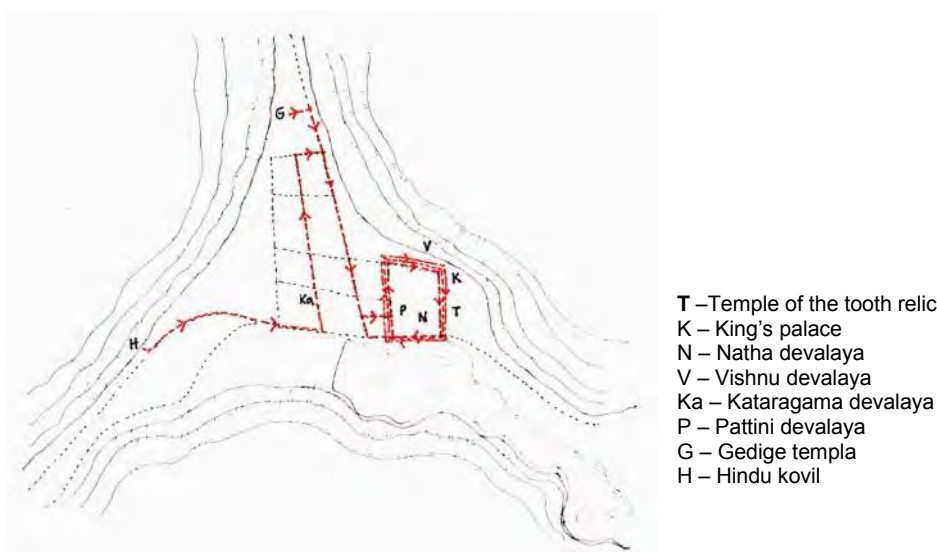 G
V
K
Ka
P
N
T
H
T –Temple of the tooth relic
K – King's palace
N – Natha devalaya
V – Vishnu devalaya
Ka – Kataragama devalaya
P – Pattini devalaya
G – Gedige templa
H – Hindu kovil